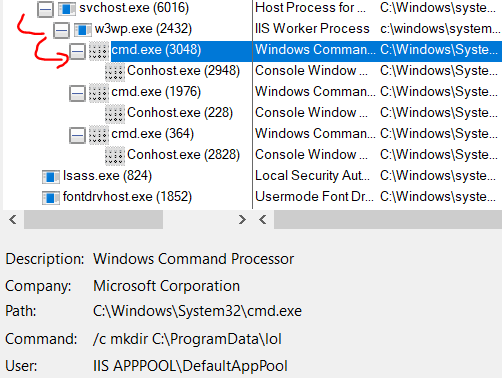 svchost.exe (6016) Host Process for ... C:\Windows\syst...
w3wp.exe (2432) IIS Worker Process c:\windows\system...
cmd.exe (3048) Windows Comman... C:\Windows\Syste...
Conhost.exe (2948) Console Window ... C:\Windows\Syste...
cmd.exe (1976) Windows Comman... C:\Windows\Syste...
Conhost.exe (228) Console Window ... C:\Windows\Syste...
cmd.exe (364) Windows Comman... C:\Windows\Syste...
Conhost.exe (2828) Console Window ... C:\Windows\Syste...
lsass.exe (824) Local Security Aut... C:\Windows\syste...
fontdrvhost.exe (1852) Usermode Font Dr... C:\Windows\syste...
Description: Windows Command Processor
Company: Microsoft Corporation
Path: C:\Windows\System32\cmd.exe
Command: /c mkdir C:\ProgramData\lol
User: IIS APPPOOL\DefaultAppPool